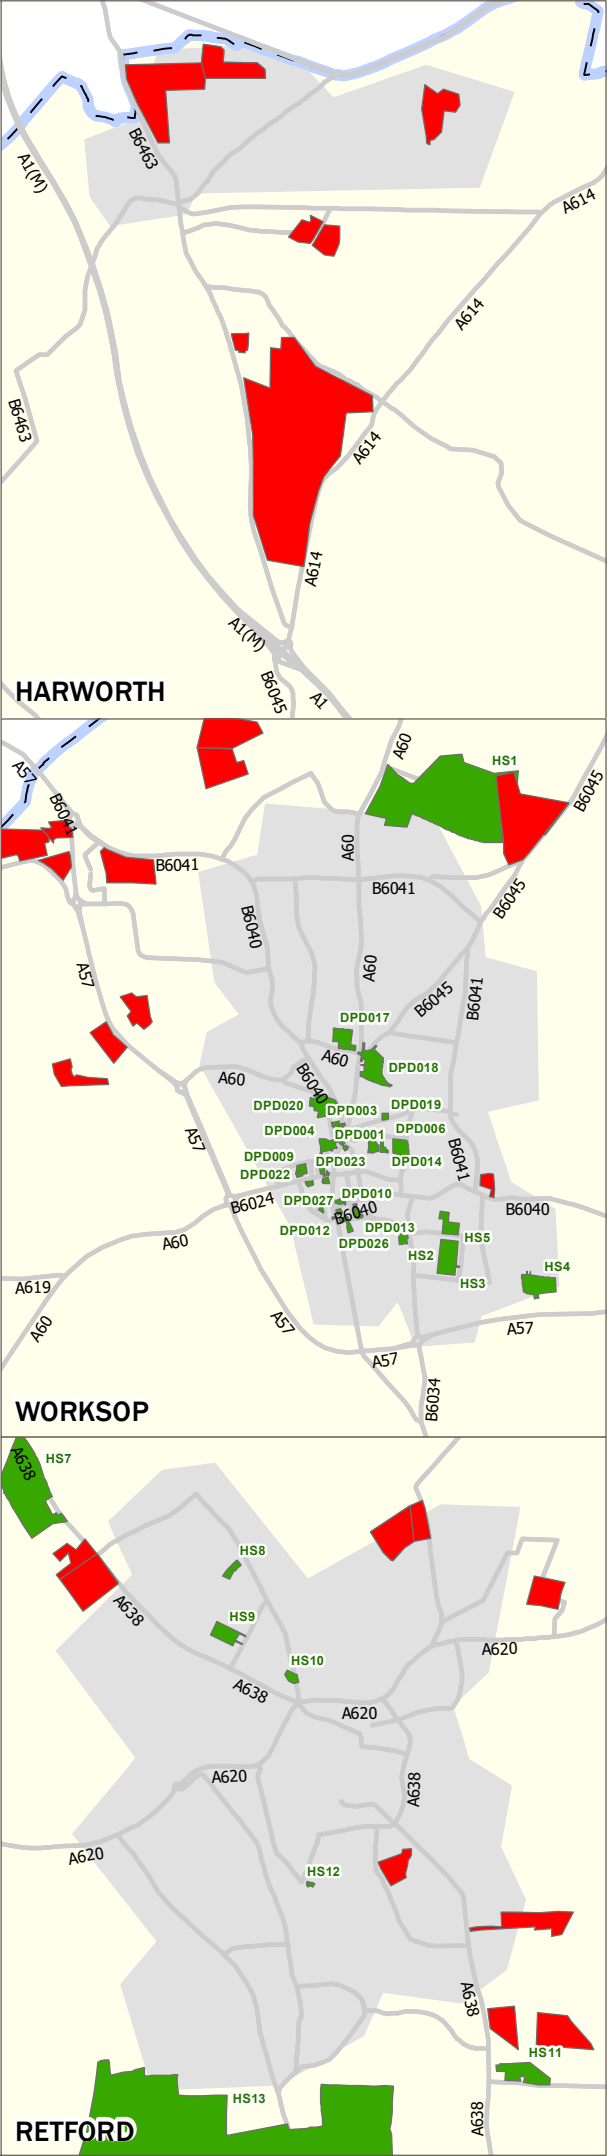 B6463
A1(M)
A614
A614
B6463
A614
A614
A1(M)
B6045
A1
HARWORTH
A60
HS1
A57
B6045
B6041
A60
B6041
B6041
B6045
B6040
A60
A57
B6045
B6041
DPD017
A60
DPD018
A60
B6040
DPD020
DPD003
DPD019
DPD004
DPD001
DPD006
A57
B6041
DPD009
DPD023
DPD014
DPD022
DPD027
DPD010
B6024
B6040
B6040
DPD012
DPD013
DPD026
A60
HS2
HS5
HS3
HS4
A619
A60
A57
A57
A57
B6034
WORKSOP
A638
HS7
HS8
A638
HS9
A620
HS10
A638
A620
A620
A638
A620
HS12
A638
HS11
HS13
A638
RETFORD